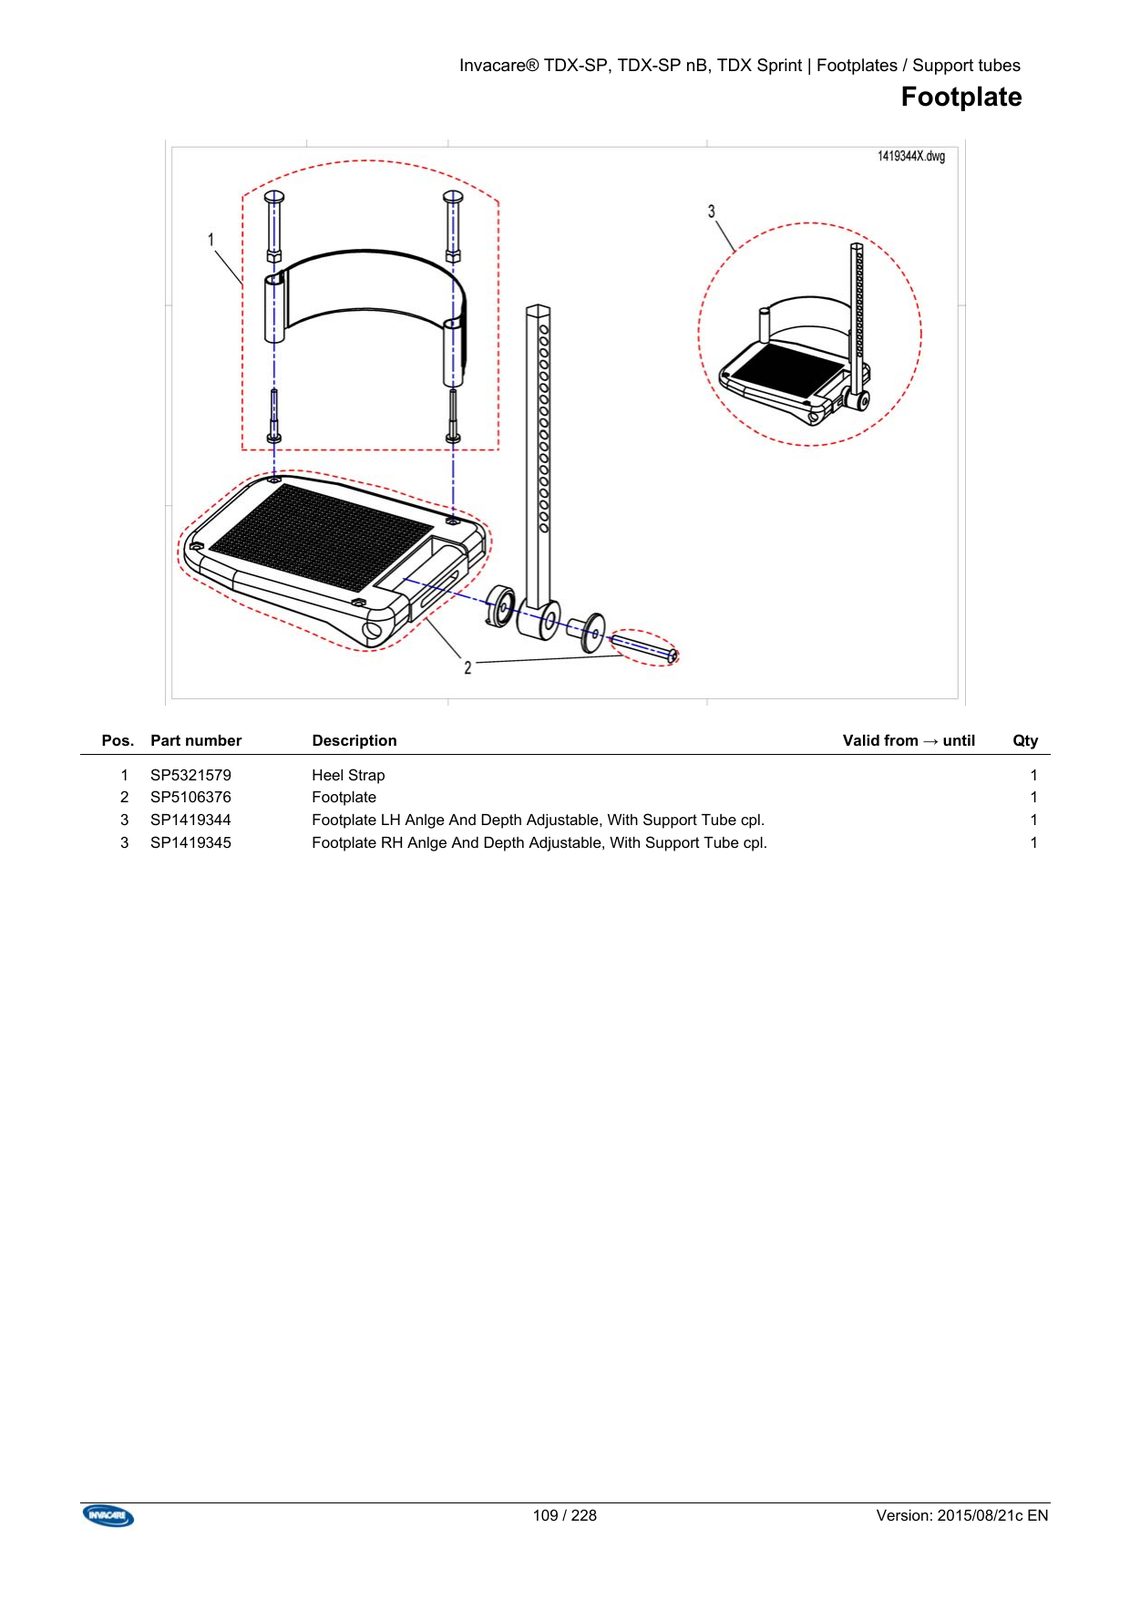 Invacare® TDX-SP, TDX-SP nB, TDX Sprint | Footplates / Support tubes
Footplate
1419344X.dwg
1
3
2
Pos. Part number Description Valid from → until Qty
1 SP5321579 Heel Strap 1
2 SP5106376 Footplate 1
3 SP1419344 Footplate LH Anlge And Depth Adjustable, With Support Tube cpl. 1
3 SP1419345 Footplate RH Anlge And Depth Adjustable, With Support Tube cpl. 1
INVACARE 109 / 228 Version: 2015/08/21c EN